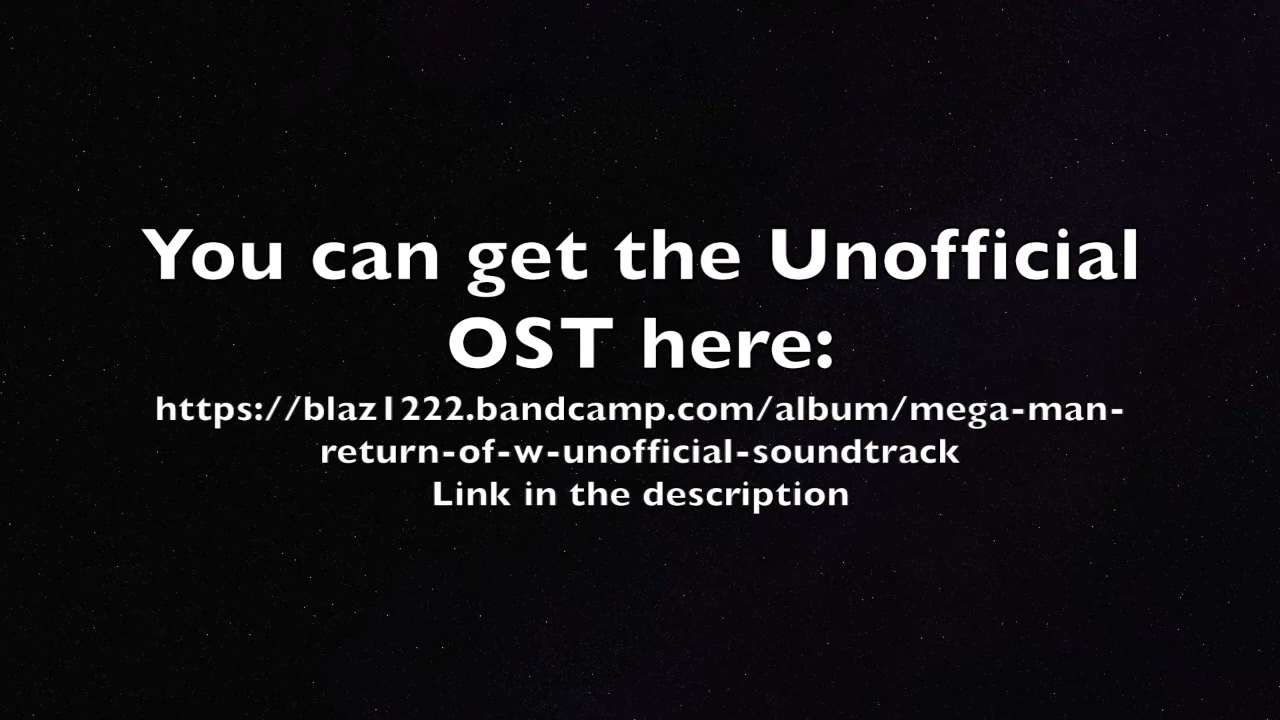 You can get the Unofficial
OST here:
https://blaz1222.bandcamp.com/album/mega-man-
return-of-w-unofficial-soundtrack
Link in the description